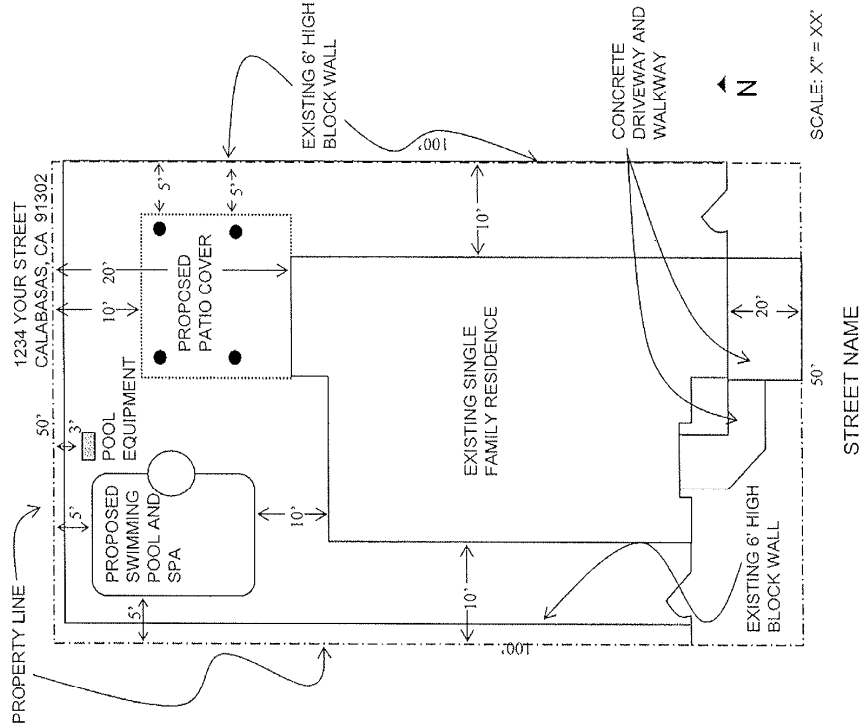 1234 YOUR STREET
CALABASAS, CA 91302
PROPERTY LINE
50'
5'
3'
10'
20'
POOL
EQUIPMENT
PROPOSED
SWIMMING
POOL AND
SPA
PROPOSED
PATIO COVER
5'
5'
EXISTING 6' HIGH
BLOCK WALL
5'
10'
100'
EXISTING SINGLE
FAMILY RESIDENCE
10'
10'
CONCRETE
DRIVEWAY AND
WALKWAY
N
EXISTING 6' HIGH
BLOCK WALL
100'
20'
50'
SCALE: X" = XX'
STREET NAME